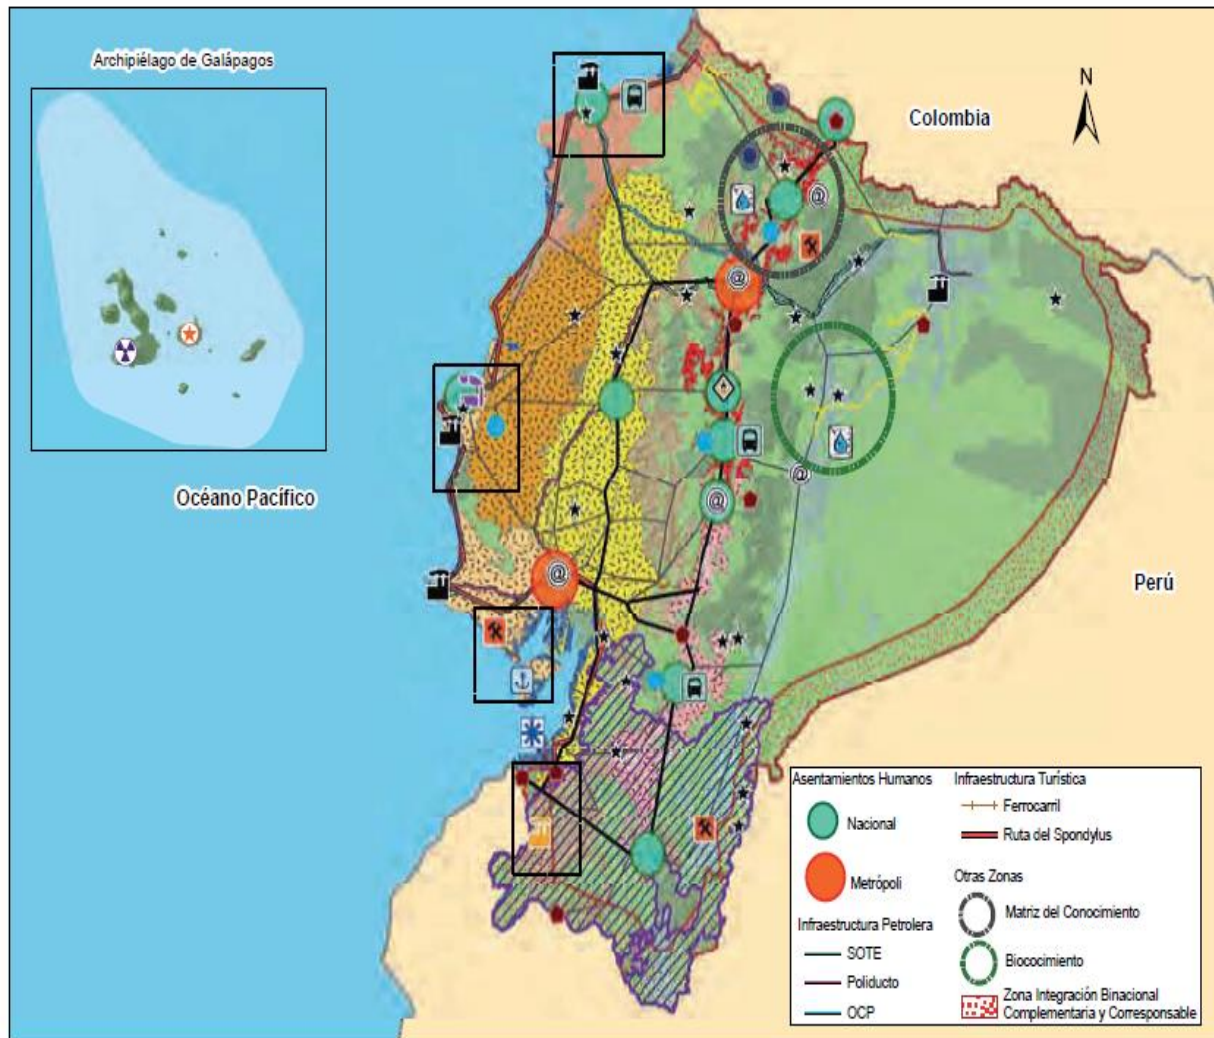 Archipiélago de Galápagos
N
Colombia
Océano Pacífico
Perú
@
@
@
@
@
Asentamientos Humanos
Nacional
Metrópoli
Infraestructura Petrolera
SOTE
Poliducto
OCP
Infraestructura Turística
Ferrocarril
Ruta del Spondylus
Otras Zonas
Matriz del Conocimiento
Biococimiento
Zona Integración Binacional
Complementaria y Corresponsable